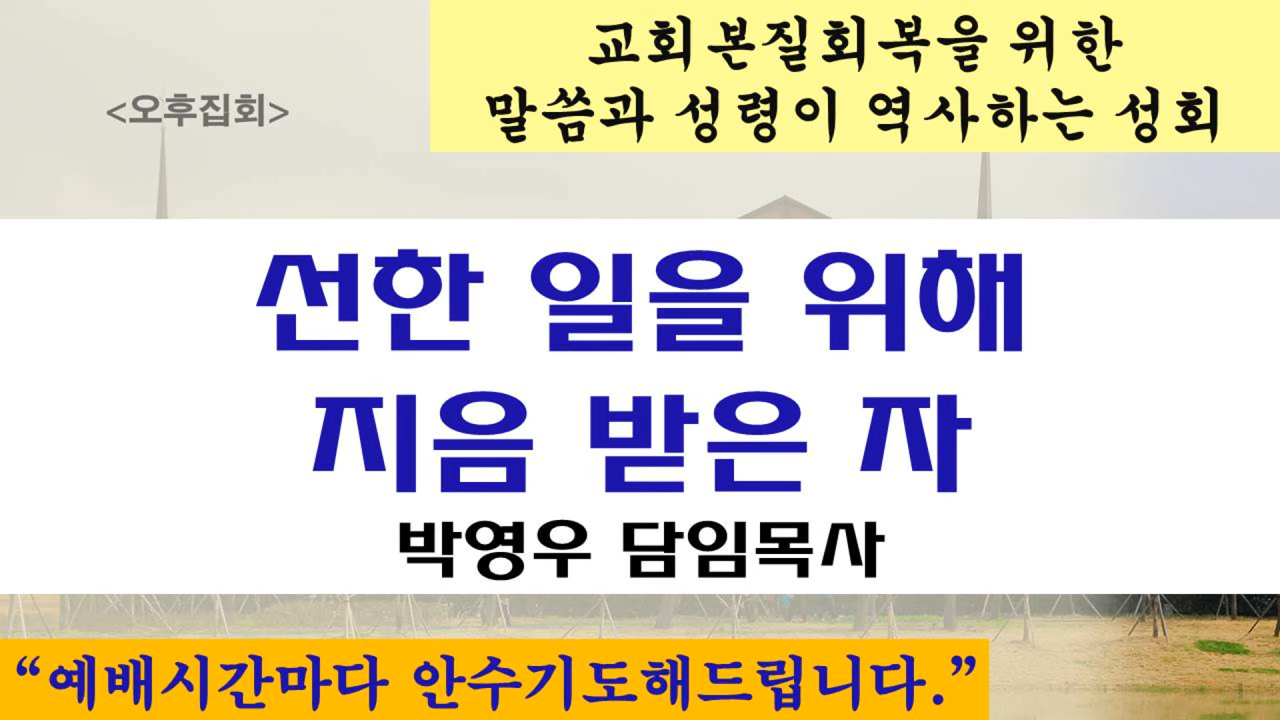 교회본질회복을 위한
말씀과 성령이 역사하는 성회
<오후집회>
선한 일을 위해
지음 받은 자
박영우 담임목사
“예배시간마다 안수기도해드립니다.”